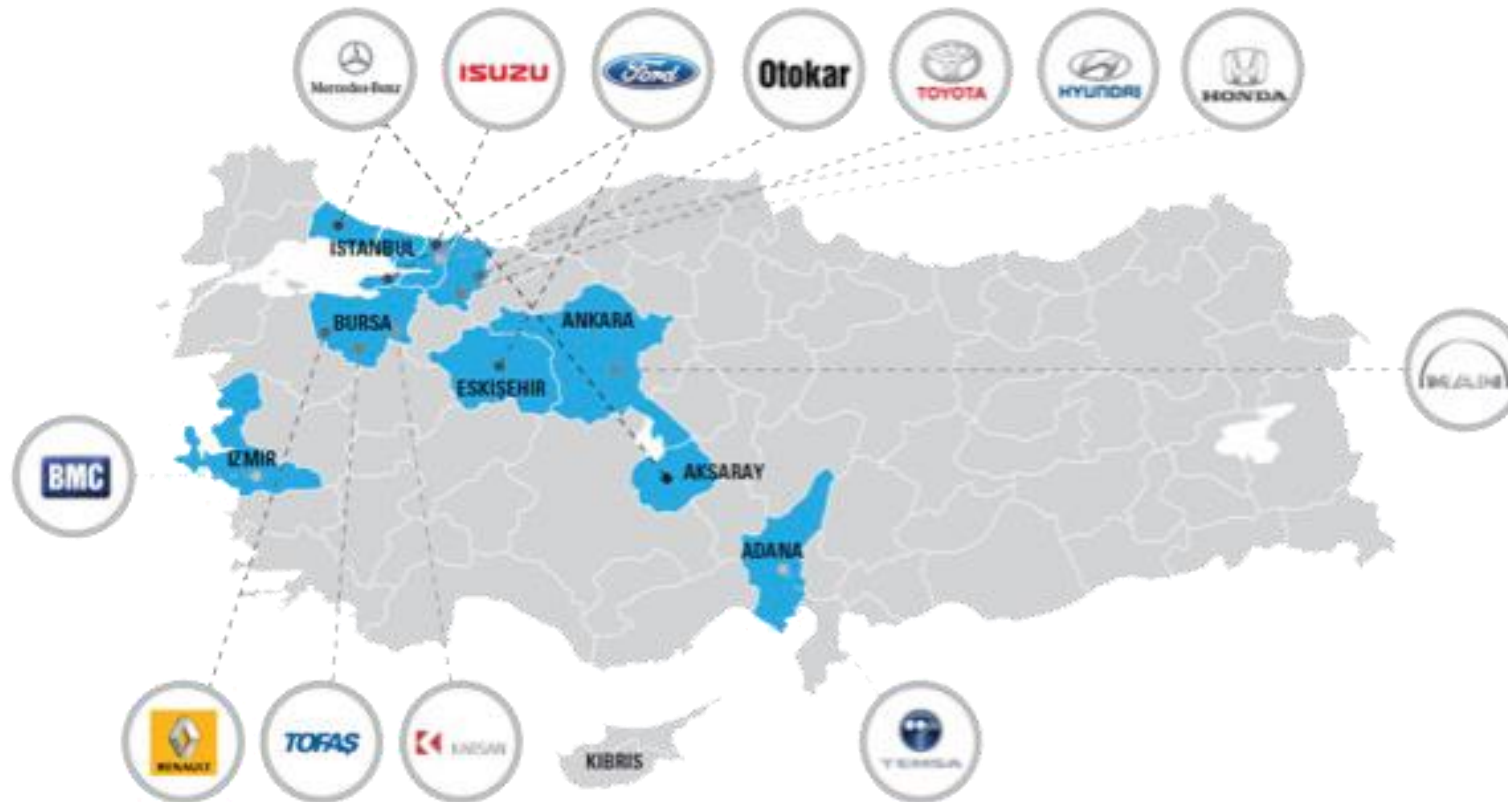 Mercedes-Benz
ISUZU
Ford
Otokar
TOYOTA
HYUNDAI
HONDA
İSTANBUL
BURSA
ANKARA
ESKİŞEHİR
MAN
BMC
İZMİR
AKSARAY
ADANA
RENAULT
TOFAŞ
KARSAN
KIBRIS
TEMSA